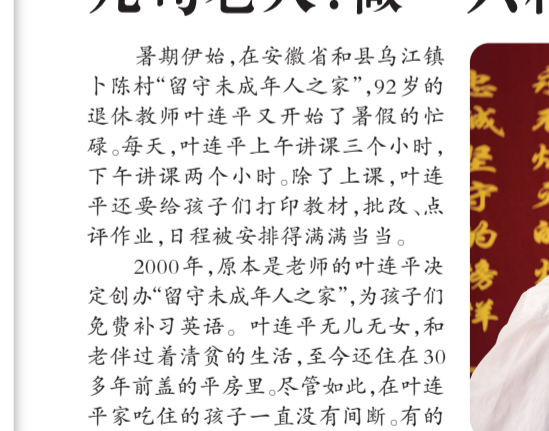 暑期伊始,在安徽省和县乌江镇
卜陈村“留守未成年人之家”,92岁的
退休教师叶连平又开始了暑假的忙
碌。每天,叶连平上午讲课三个小时,
下午讲课两个小时。除了上课,叶连
平还要给孩子们打印教材,批改、点
评作业,日程被安排得满满当当。
2000年,原本是老师的叶连平决
定创办“留守未成年人之家”,为孩子们
免费补习英语。叶连平无儿无女,和
老伴过着清贫的生活,至今还住在30
多年前盖的平房里。尽管如此,在叶连
平家吃住的孩子一直没有间断。有的